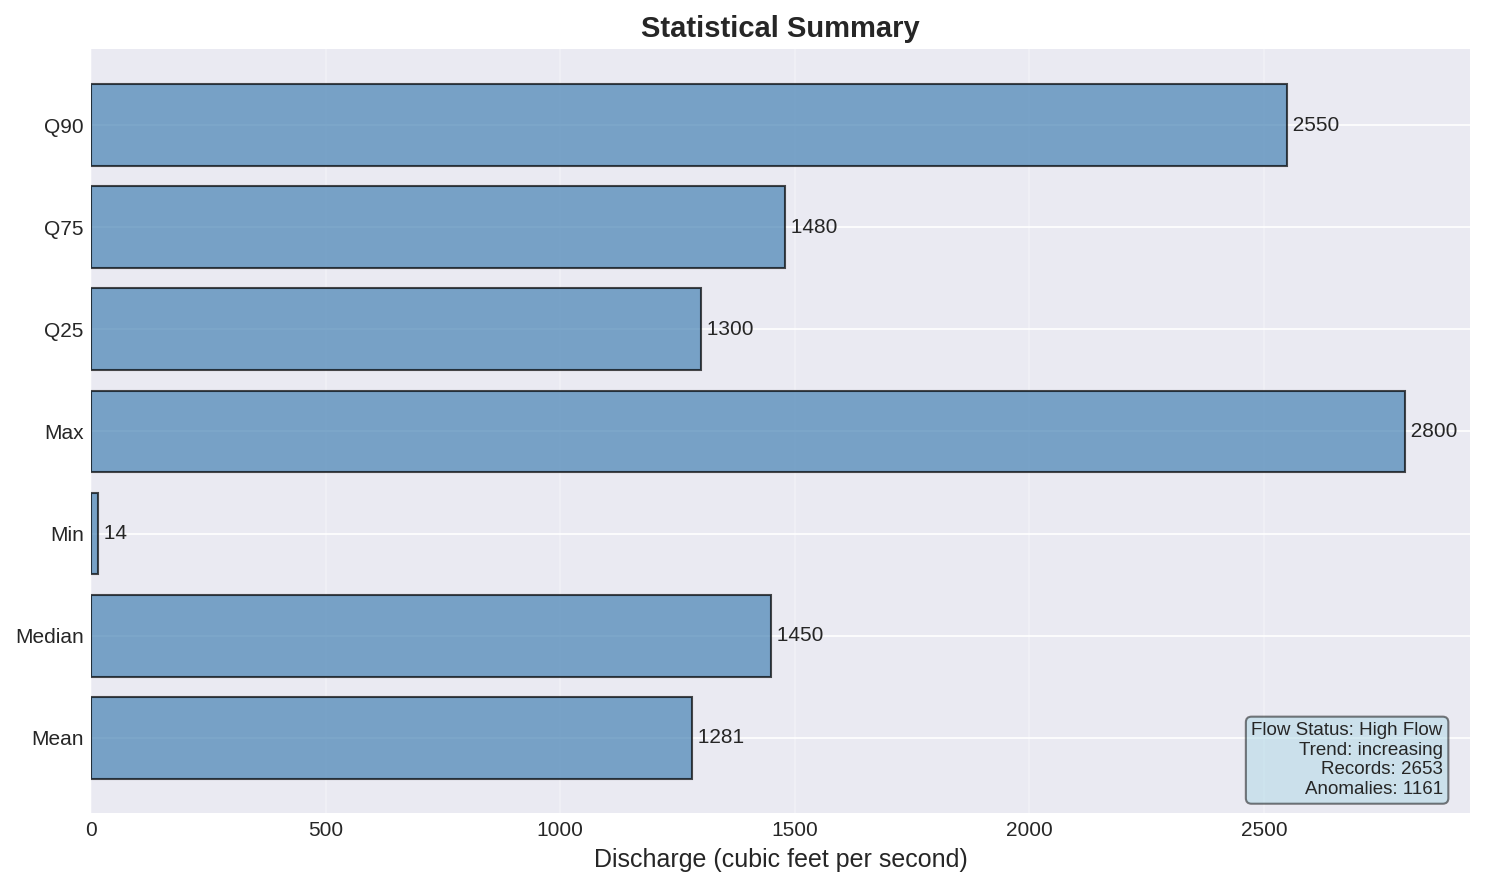 Statistical Summary
Q90
2550
Q75
1480
Q25
1300
Max
2800
Min
14
Median
1450
Mean
1281
Flow Status: High Flow
Trend: increasing
Records: 2653
Anomalies: 1161
0 500 1000 1500 2000 2500
Discharge (cubic feet per second)